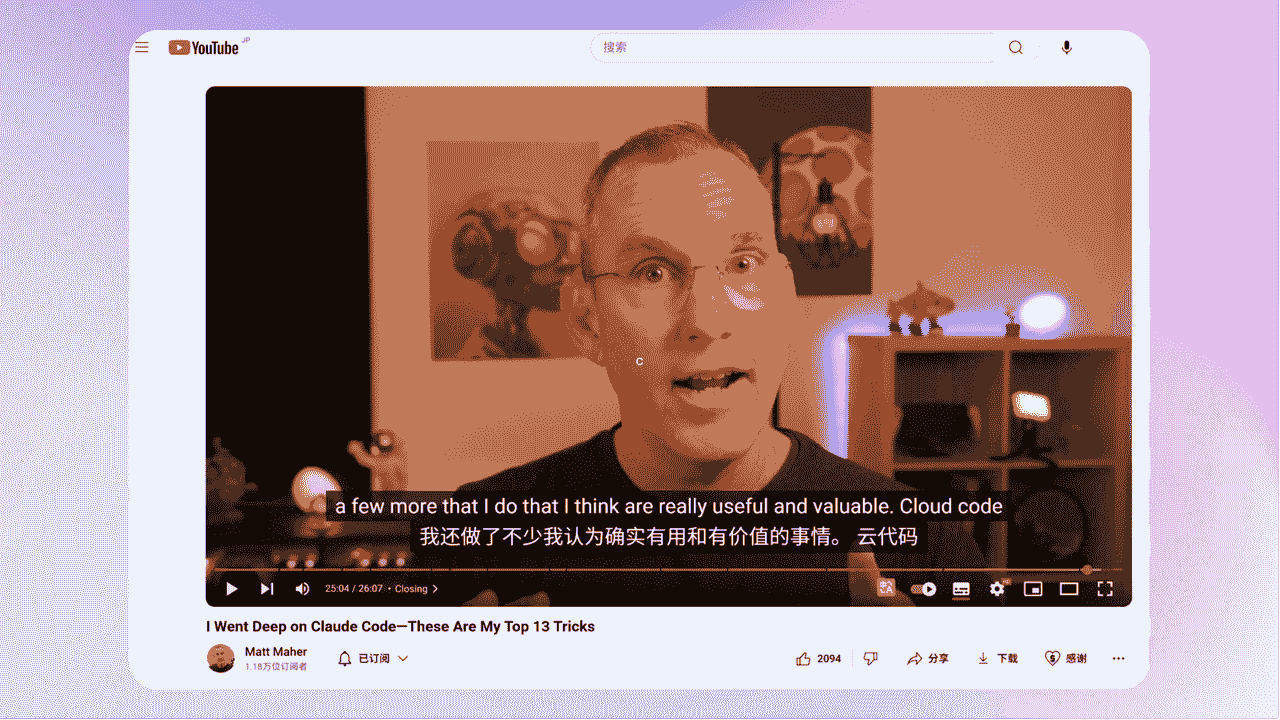 YouTube JP
搜索
a few more that I do that I think are really useful and valuable. Cloud code
我还做了不少我认为确实有用和有价值的事情。 云代码
25:04 / 26:07 • Closing
I Went Deep on Claude Code—These Are My Top 13 Tricks
Matt Maher
1.18万位订阅者
已订阅
2094
分享
下载
感谢